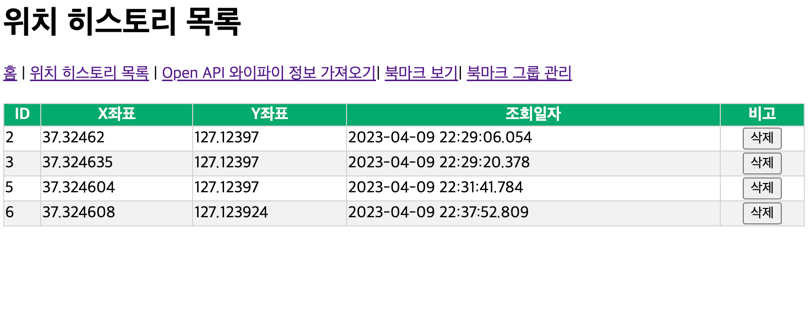 위치 히스토리 목록
홈 | 위치 히스토리 목록 | Open API 와이파이 정보 가져오기| 북마크 보기| 북마크 그룹 관리
ID X좌표 Y좌표 조회일자 비고
2 37.32462 127.12397 2023-04-09 22:29:06.054 삭제
3 37.324635 127.12397 2023-04-09 22:29:20.378 삭제
5 37.324604 127.12397 2023-04-09 22:31:41.784 삭제
6 37.324608 127.123924 2023-04-09 22:37:52.809 삭제